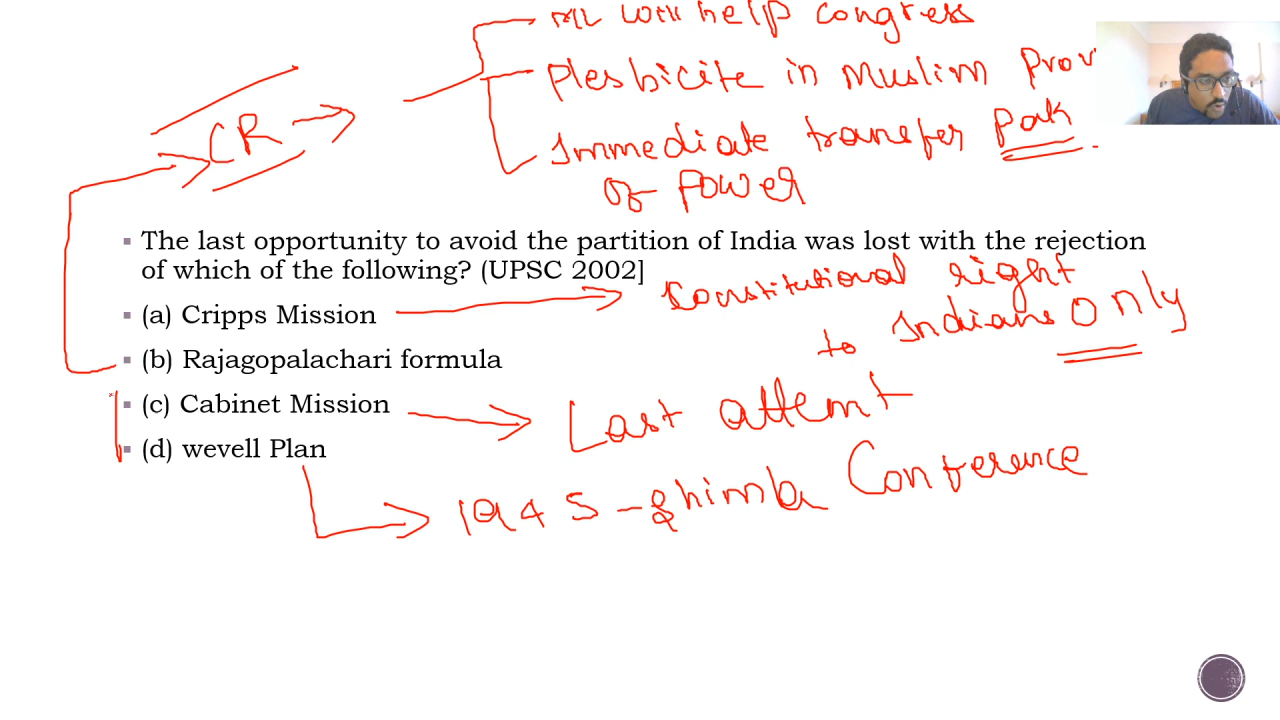 ML will help congress
Plesbicite in Muslim Prov
CR
Immediate transfer Pak
of Power
▪ The last opportunity to avoid the partition of India was lost with the rejection
of which of the following? (UPSC 2002]
constitutional right
▪ (a) Cripps Mission
to Indians Only
▪ (b) Rajagopalachari formula
▪ (c) Cabinet Mission
Last attemt
▪ (d) wevell Plan
1945 - shimla Conference